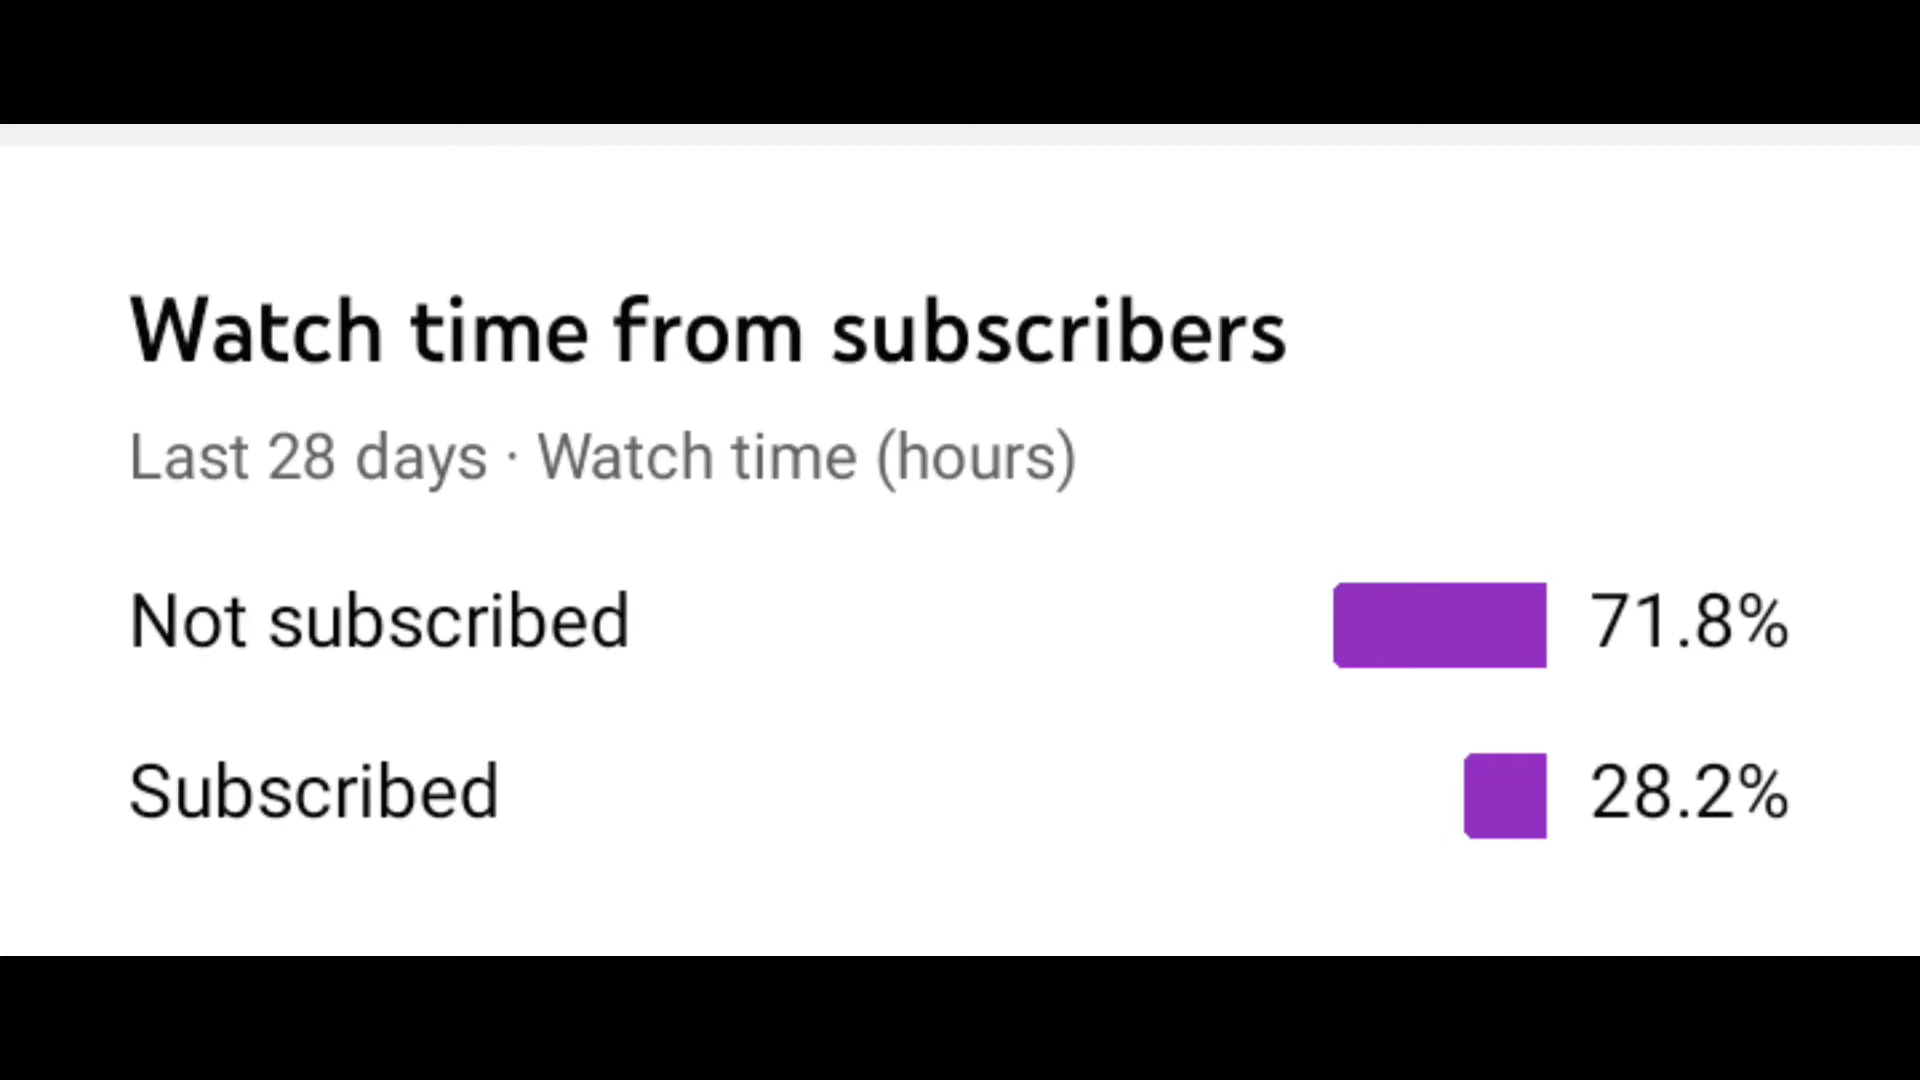 Watch time from subscribers
Last 28 days · Watch time (hours)
Not subscribed 71.8%
Subscribed 28.2%